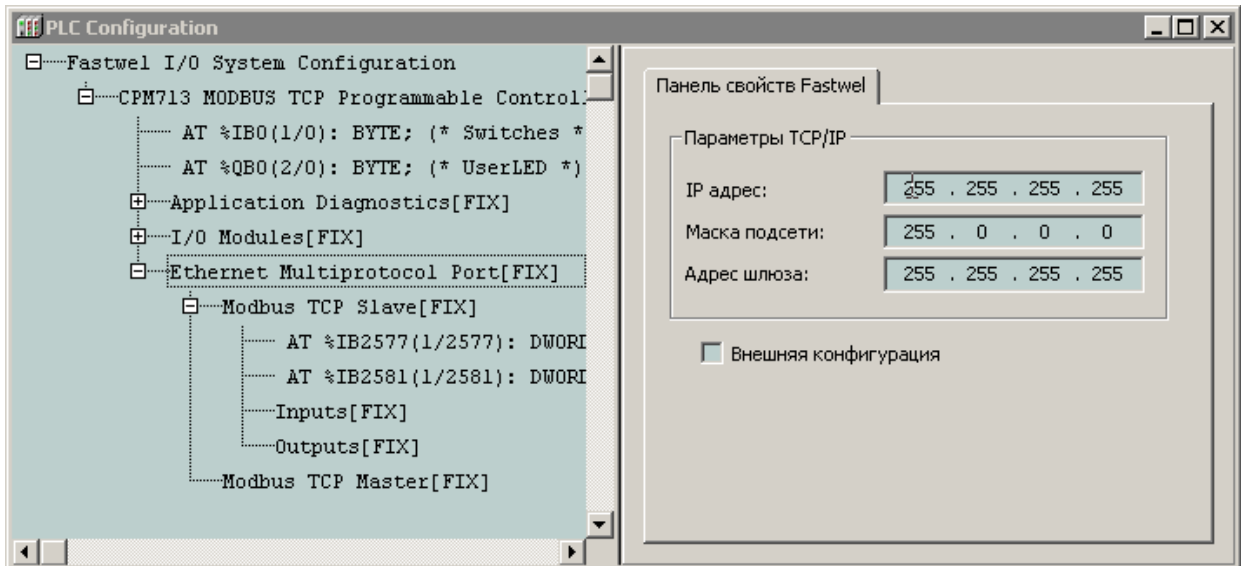 PLC Configuration
Fastwel I/O System Configuration
CPM713 MODBUS TCP Programmable Control
AT %IB0(1/0): BYTE; (* Switches *
AT %QB0(2/0): BYTE; (* UserLED *)
Application Diagnostics[FIX]
I/O Modules[FIX]
Ethernet Multiprotocol Port[FIX]
Modbus TCP Slave[FIX]
AT %IB2577(1/2577): DWORD
AT %IB2581(1/2581): DWORD
Inputs[FIX]
Outputs[FIX]
Modbus TCP Master[FIX]
Панель свойств Fastwel
Параметры TCP/IP
IP адрес: 255 . 255 . 255 . 255
Маска подсети: 255 . 0 . 0 . 0
Адрес шлюза: 255 . 255 . 255 . 255
Внешняя конфигурация